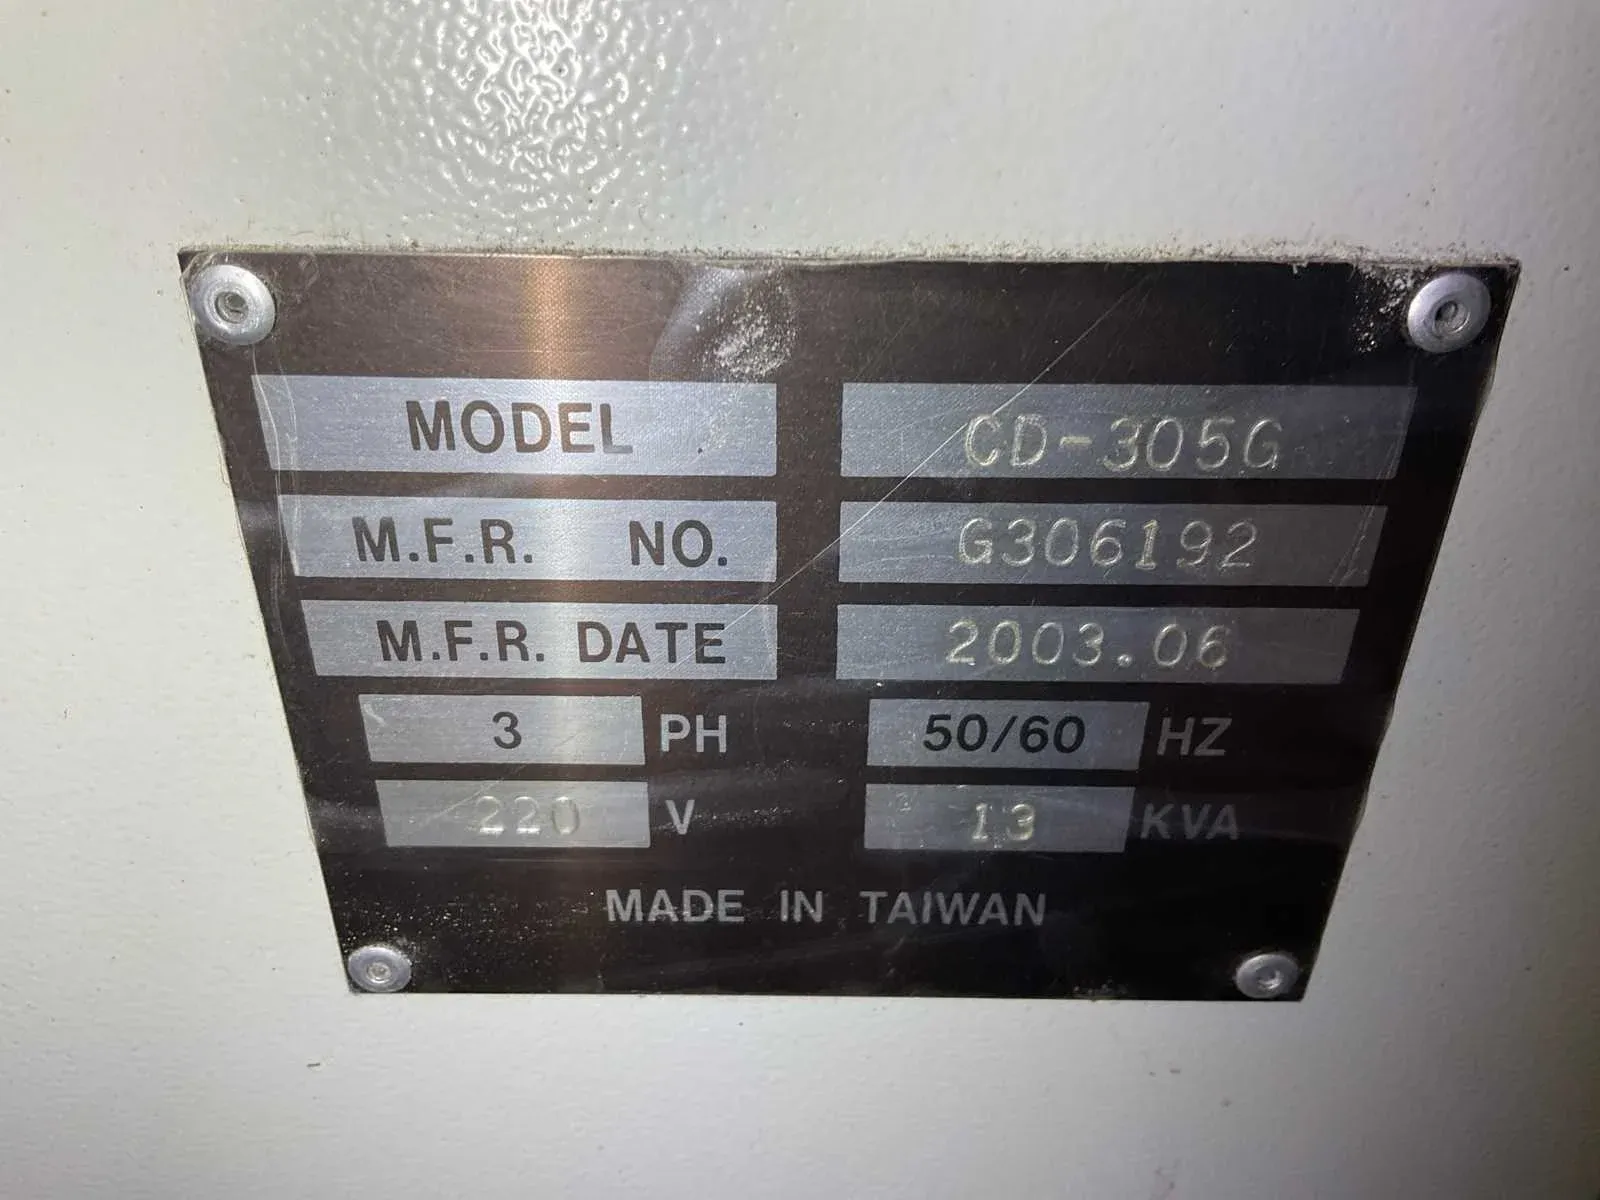 MODEL CD-305G
M.F.R. NO. G306192
M.F.R. DATE 2003.06
3 PH 50/60 HZ
220 V 13 KVA
MADE IN TAIWAN